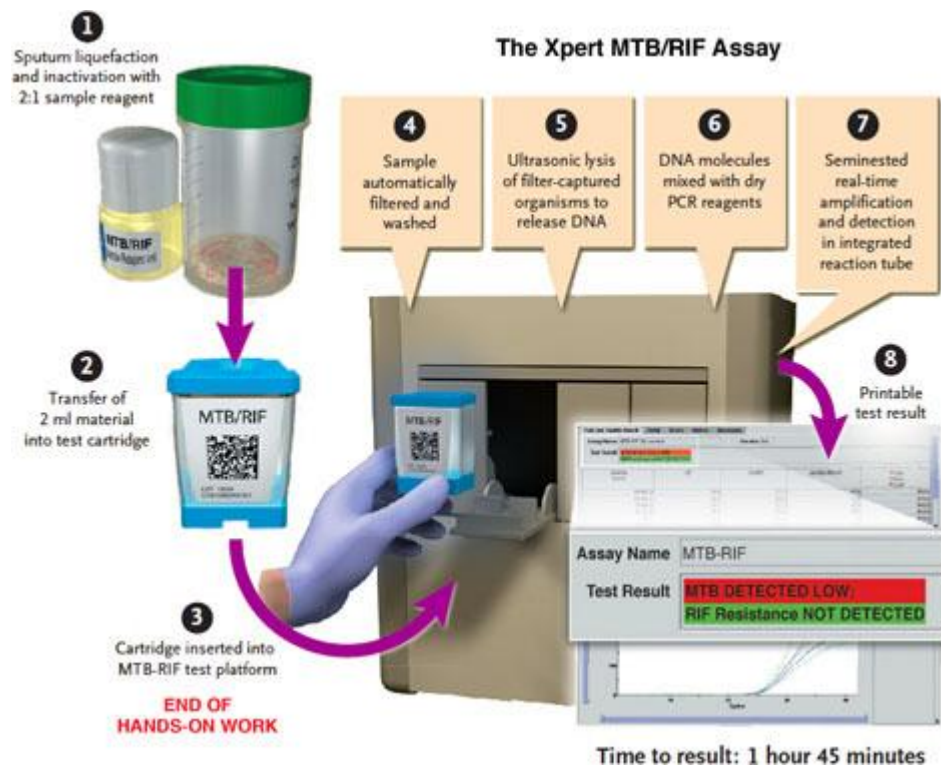 The Xpert MTB/RIF Assay
1
Sputum liquefaction
and inactivation with
2:1 sample reagent
MTB/RIF
2
Transfer of
2 ml material
into test cartridge
MTB/RIF
3
Cartridge inserted into
MTB-RIF test platform
END OF
HANDS-ON WORK
4
Sample
automatically
filtered and
washed
5
Ultrasonic lysis
of filter-captured
organisms to
release DNA
6
DNA molecules
mixed with dry
PCR reagents
7
Seminested
real-time
amplification
and detection
in integrated
reaction tube
MTB/RIF
8
Printable
test result
Assay Name MTB-RIF
Test Result MTB DETECTED LOW;
RIF Resistance NOT DETECTED
Time to result: 1 hour 45 minutes